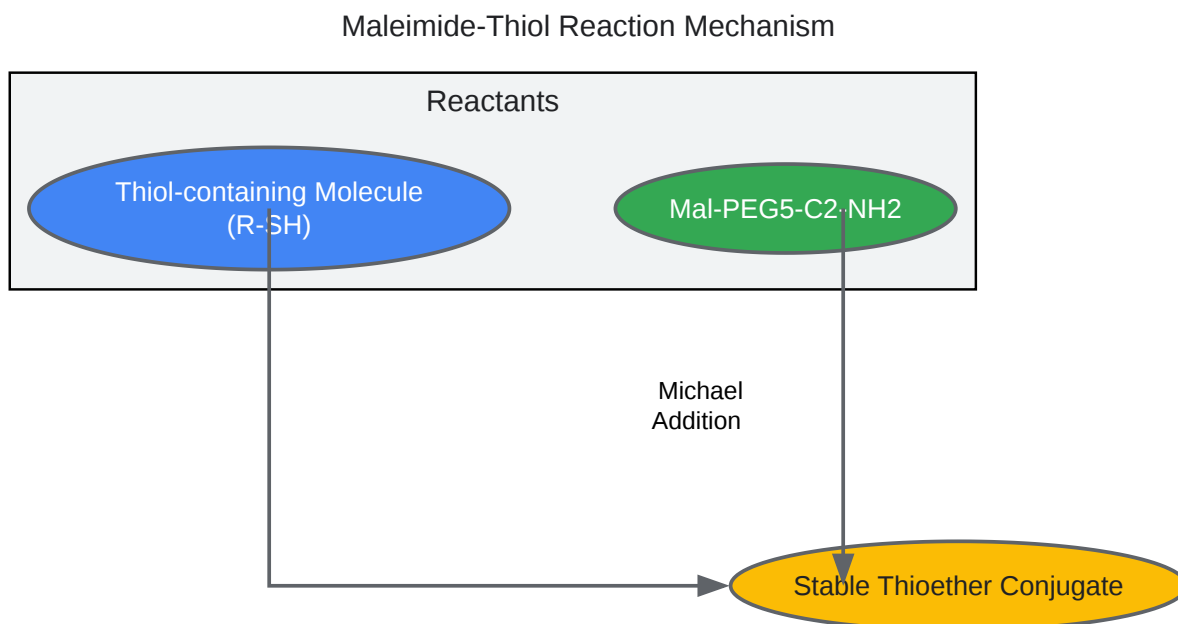 Maleimide-Thiol Reaction Mechanism
Reactants
Thiol-containing Molecule
(R-SH)
Mal-PEG5-C2-NH2
Michael
Addition
Stable Thioether Conjugate